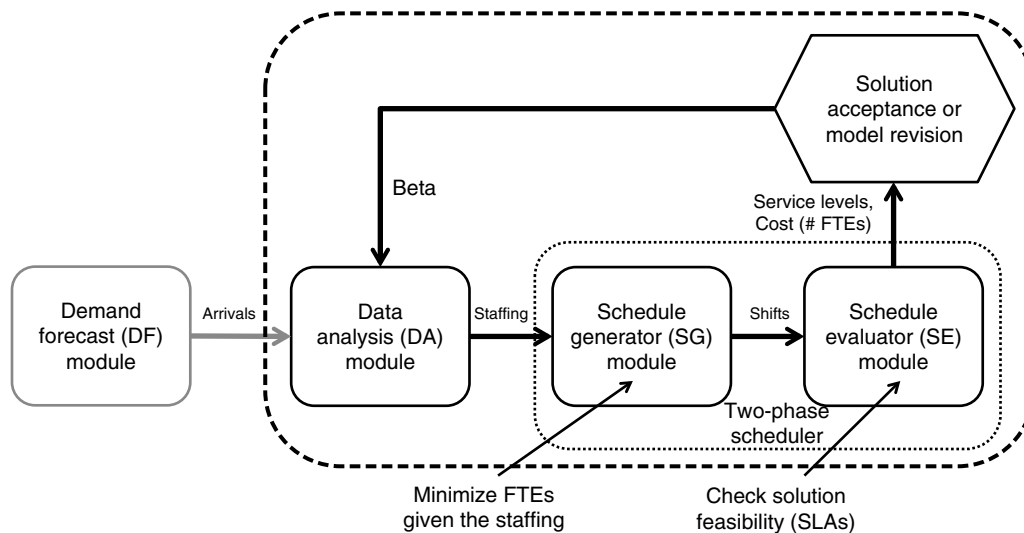 Solution
acceptance or
model revision
Beta
Service levels,
Cost (# FTEs)
Demand
forecast (DF)
module
Arrivals
Data
analysis (DA)
module
Staffing
Schedule
generator (SG)
module
Shifts
Schedule
evaluator (SE)
module
Two-phase
scheduler
Minimize FTEs
given the staffing
Check solution
feasibility (SLAs)